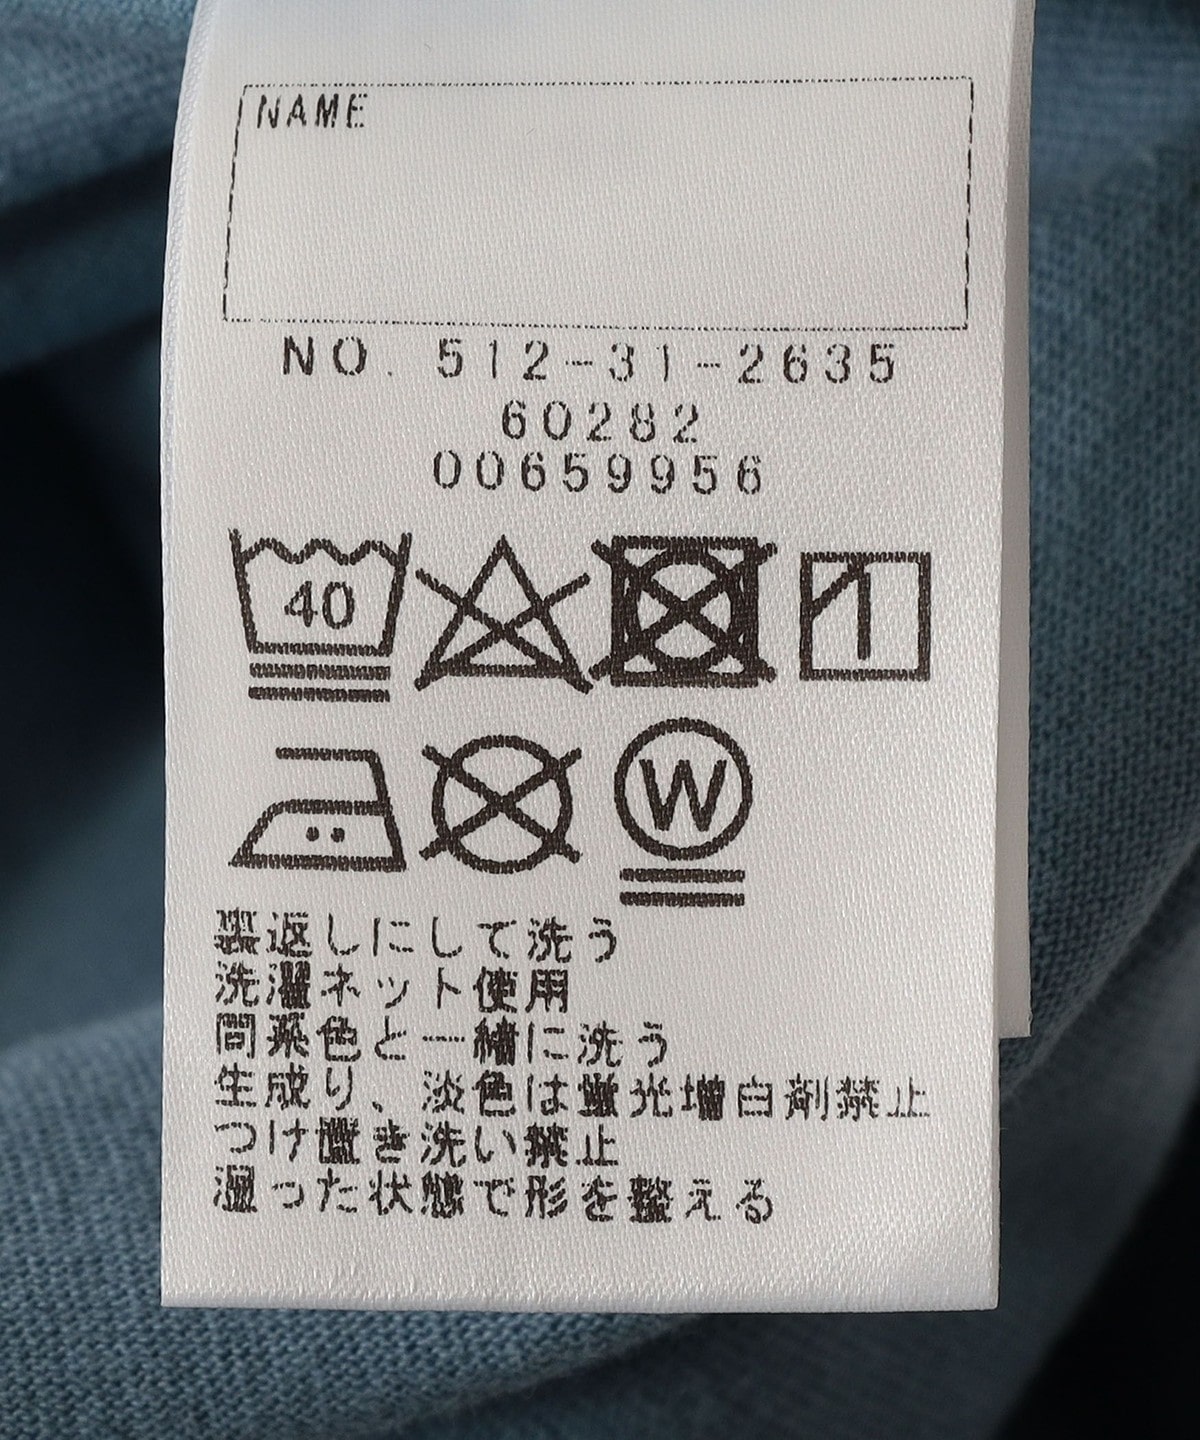 NAME
NO. 512-31-2635
60282
00659956
40
W
裏返しにして洗う
洗濯ネット使用
同系色と一緒に洗う
生成り、淡色は蛍光増白剤禁止
つけ置き洗い禁止
湿った状態で形を整える